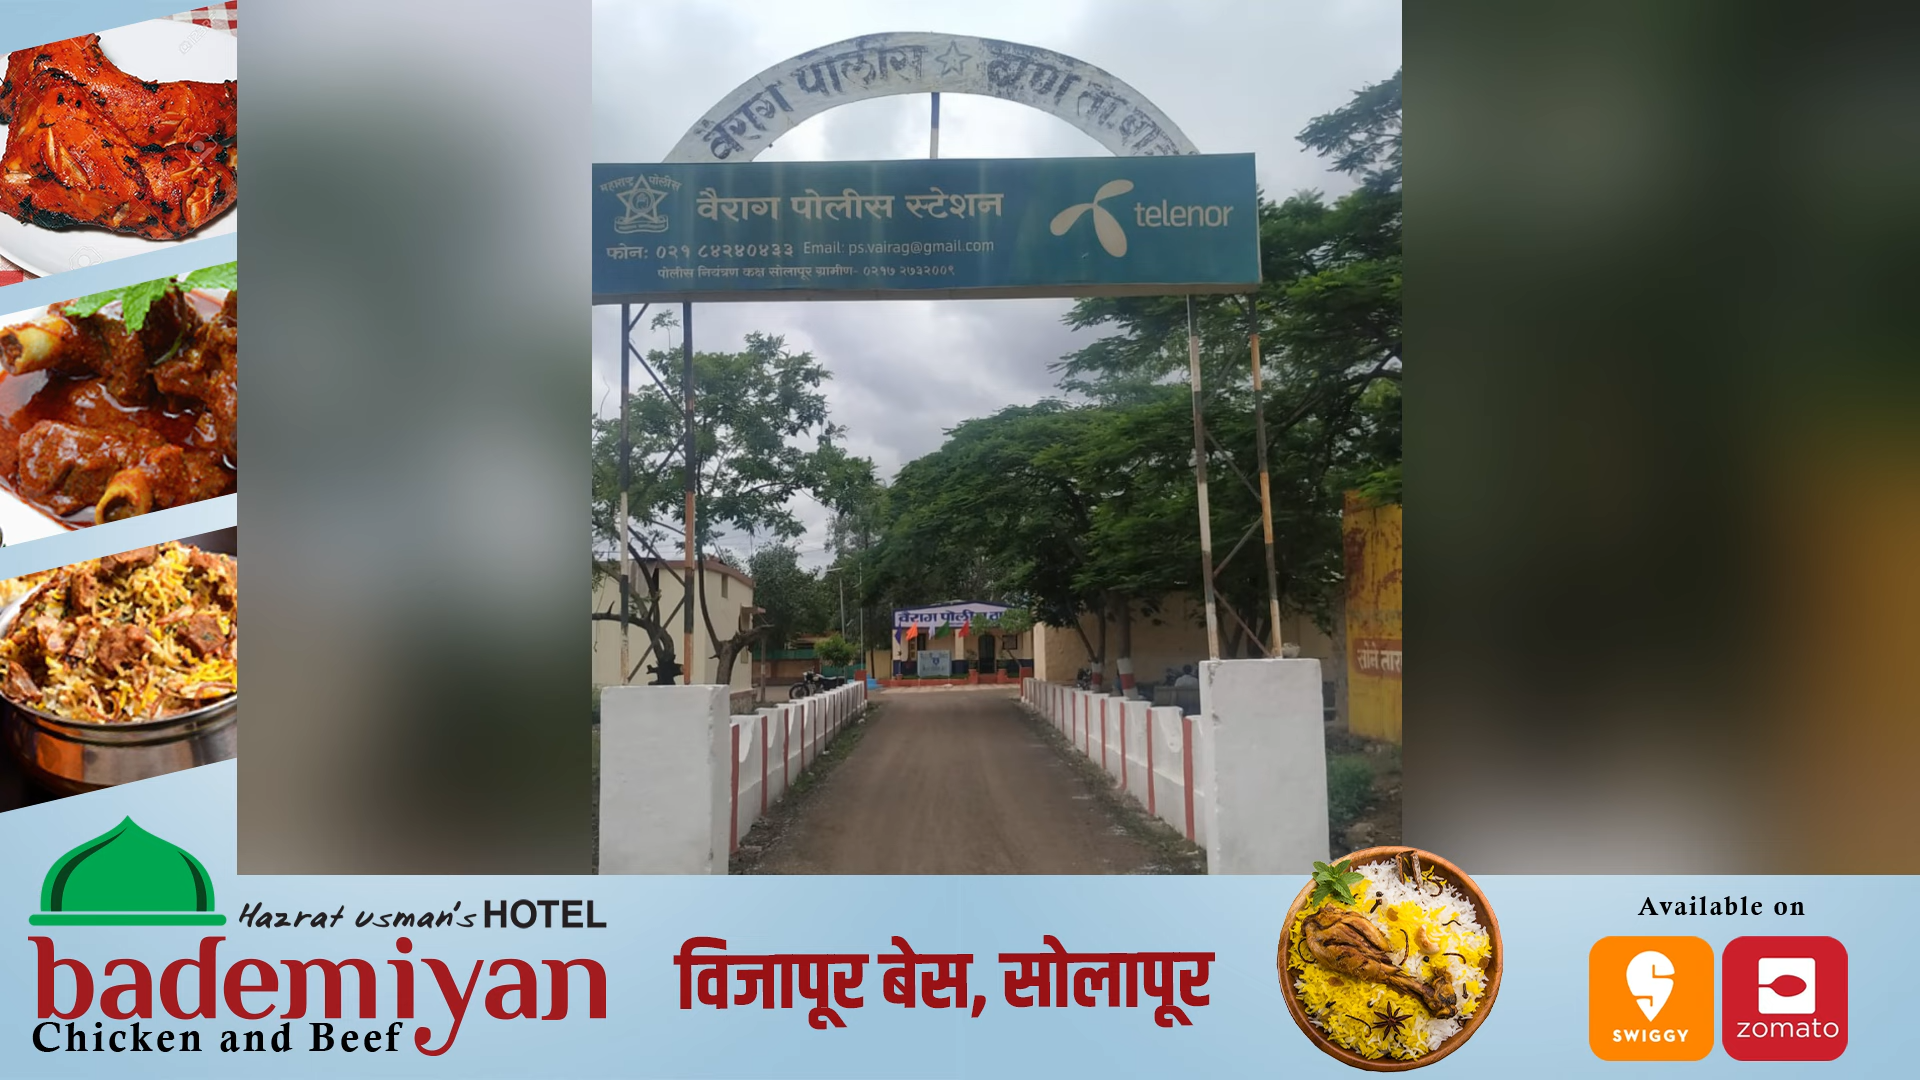 वैराग पोलीस ठाणे ता. बार्शी
महाराष्ट्र पोलीस
वैराग पोलीस स्टेशन
telenor
फोन: ०२१ ८४२४०४३३ Email: ps.vairag@gmail.com
पोलीस नियंत्रण कक्ष सोलापूर ग्रामीण- ०२१७ २७३२००९
वैराग पोलीस ठा
सोने तार
Hazrat Usman's HOTEL
bademiyan
Chicken and Beef
विजापूर बेस, सोलापूर
Available on
SWIGGY
zomato